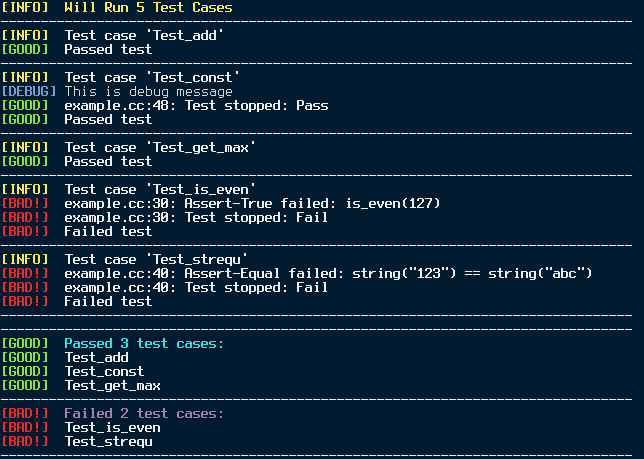 [INFO] Will Run 5 Test Cases
[INFO] Test case 'Test_add'
[GOOD] Passed test
[INFO] Test case 'Test_const'
[DEBUG] This is debug message
[GOOD] example.cc:48: Test stopped: Pass
[GOOD] Passed test
[INFO] Test case 'Test_get_max'
[GOOD] Passed test
[INFO] Test case 'Test_is_even'
[BAD!] example.cc:30: Assert-True failed: is_even(127)
[BAD!] example.cc:30: Test stopped: Fail
[BAD!] Failed test
[INFO] Test case 'Test_strequ'
[BAD!] example.cc:40: Assert-Equal failed: string("123") == string("abc")
[BAD!] example.cc:40: Test stopped: Fail
[BAD!] Failed test
[GOOD] Passed 3 test cases:
[GOOD] Test_add
[GOOD] Test_const
[GOOD] Test_get_max
[BAD!] Failed 2 test cases:
[BAD!] Test_is_even
[BAD!] Test_strequ